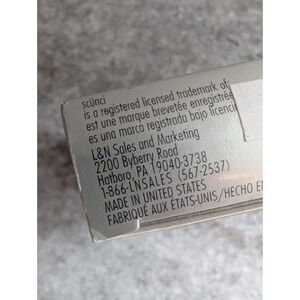 scünci
is a registered licensed trademark of:
est une marque brevetée enregistrée
es una marca registrada bajo licenci
L&N Sales and Marketing
2200 Byberry Road
Hatboro, PA 19040-3738
1-866-LNSALES (567-2537)
MADE IN UNITED STATES
FABRIQUÉ AUX ÉTATS-UNIS/HECHO E